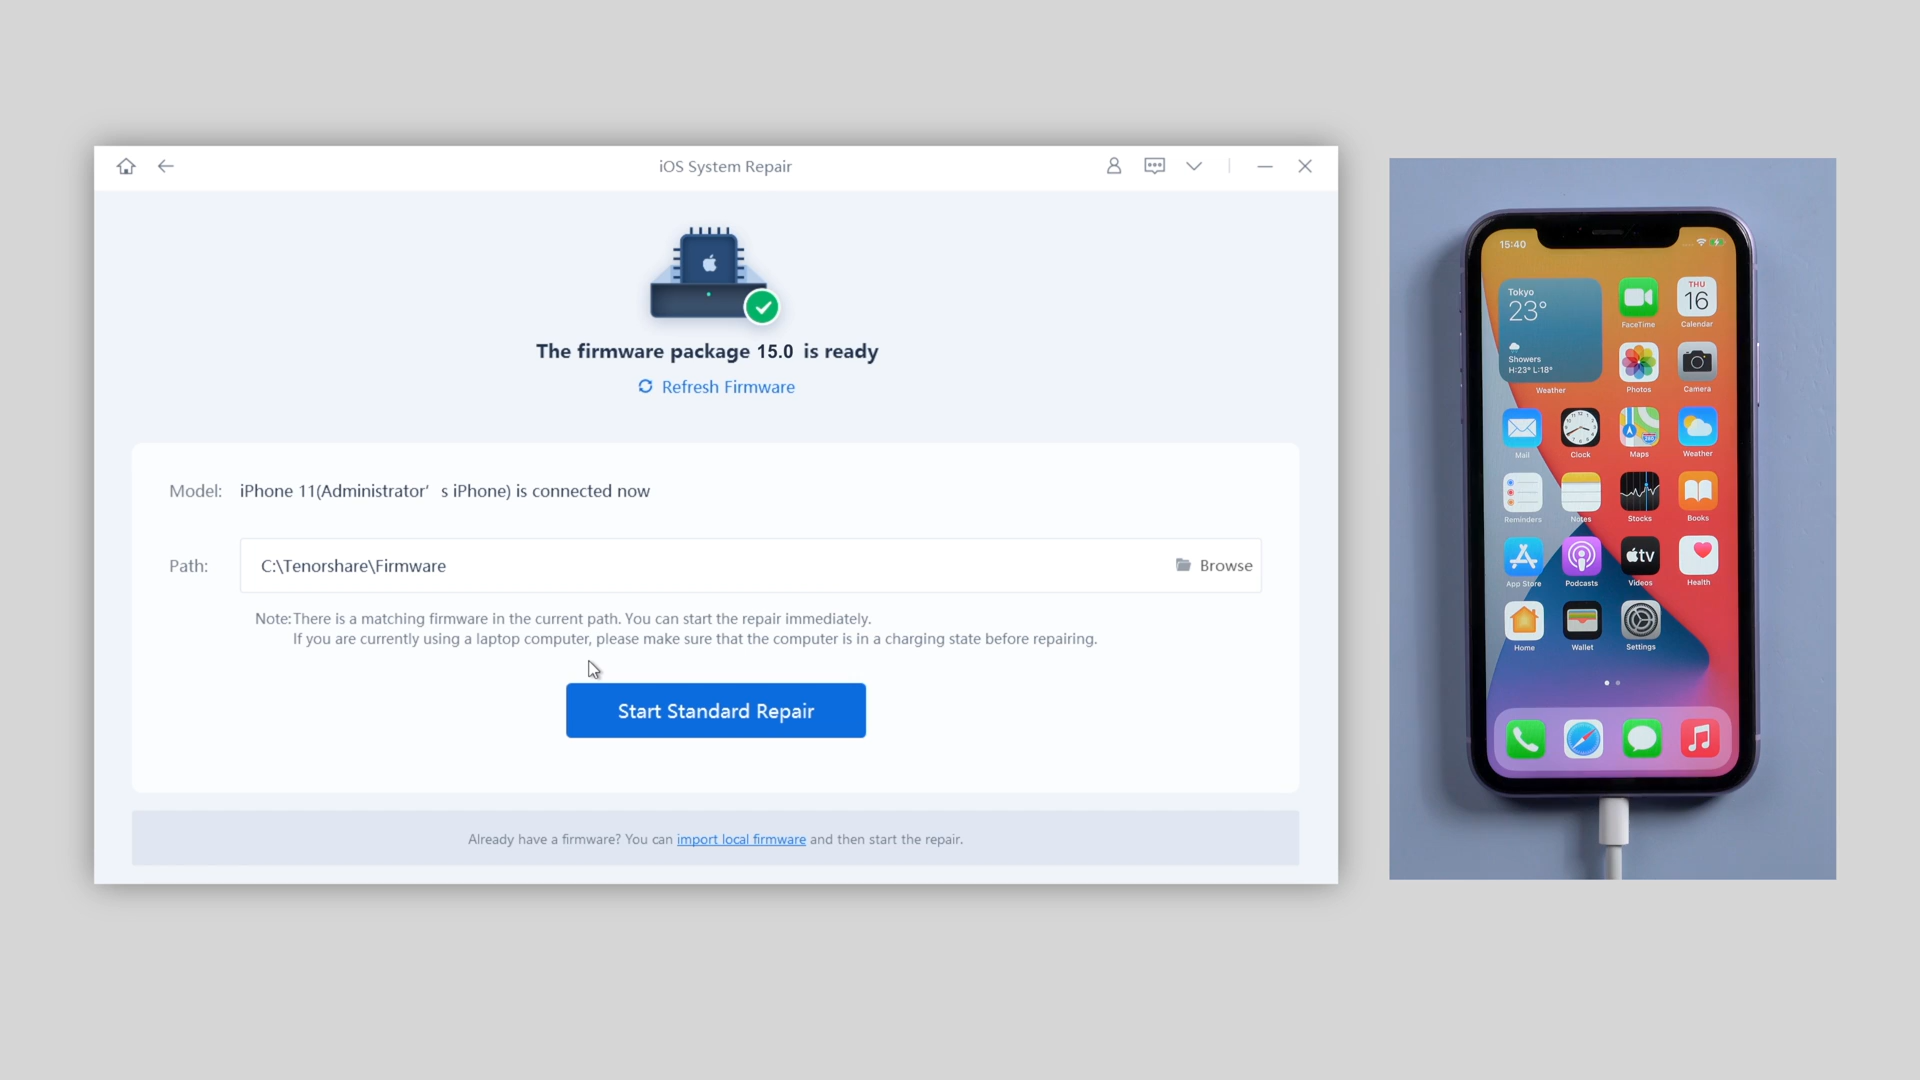 iOS System Repair
The firmware package 15.0 is ready
Refresh Firmware
Model: iPhone 11(Administrator’ s iPhone) is connected now
Path: C:\Tenorshare\Firmware Browse
Note:There is a matching firmware in the current path. You can start the repair immediately.
If you are currently using a laptop computer, please make sure that the computer is in a charging state before repairing.
Start Standard Repair
Already have a firmware? You can import local firmware and then start the repair.
15:40
Tokyo
23°
Showers
H:23° L:18°
Weather
FaceTime
THU
16
Calendar
Photos
Camera
Mail
Clock
Maps
Weather
Reminders
Notes
Stocks
Books
App Store
Podcasts
tv
Videos
Health
Home
Wallet
Settings